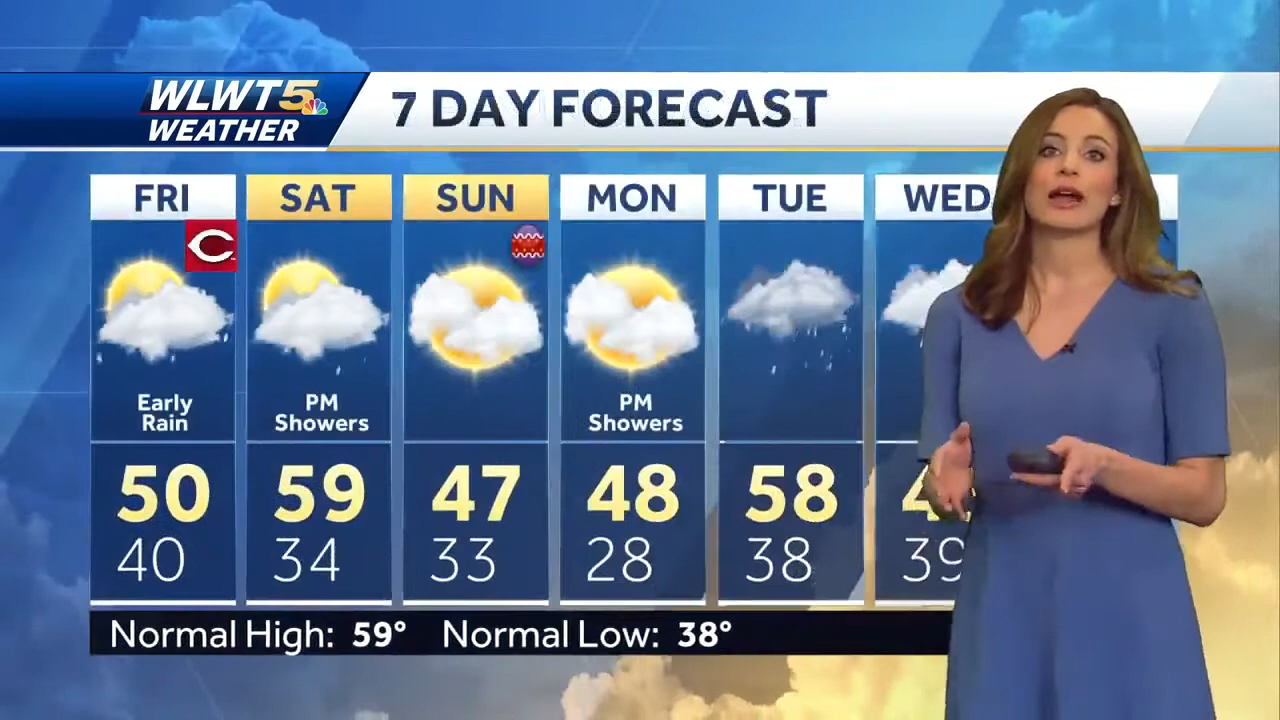 WLWT5
WEATHER
7 DAY FORECAST
FRI
SAT
SUN
MON
TUE
WED
C
Early
Rain
PM
Showers
PM
Showers
50
59
47
48
58
40
34
33
28
38
39
Normal High: 59° Normal Low: 38°